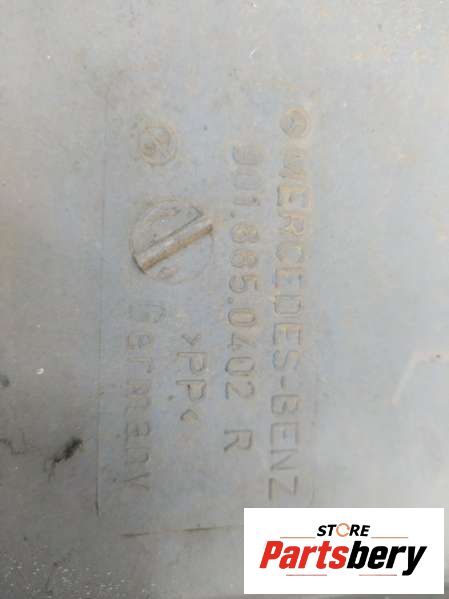 MERCEDES-BENZ
901.885.0402 R
>PP<
Germany
STORE
Partsbery